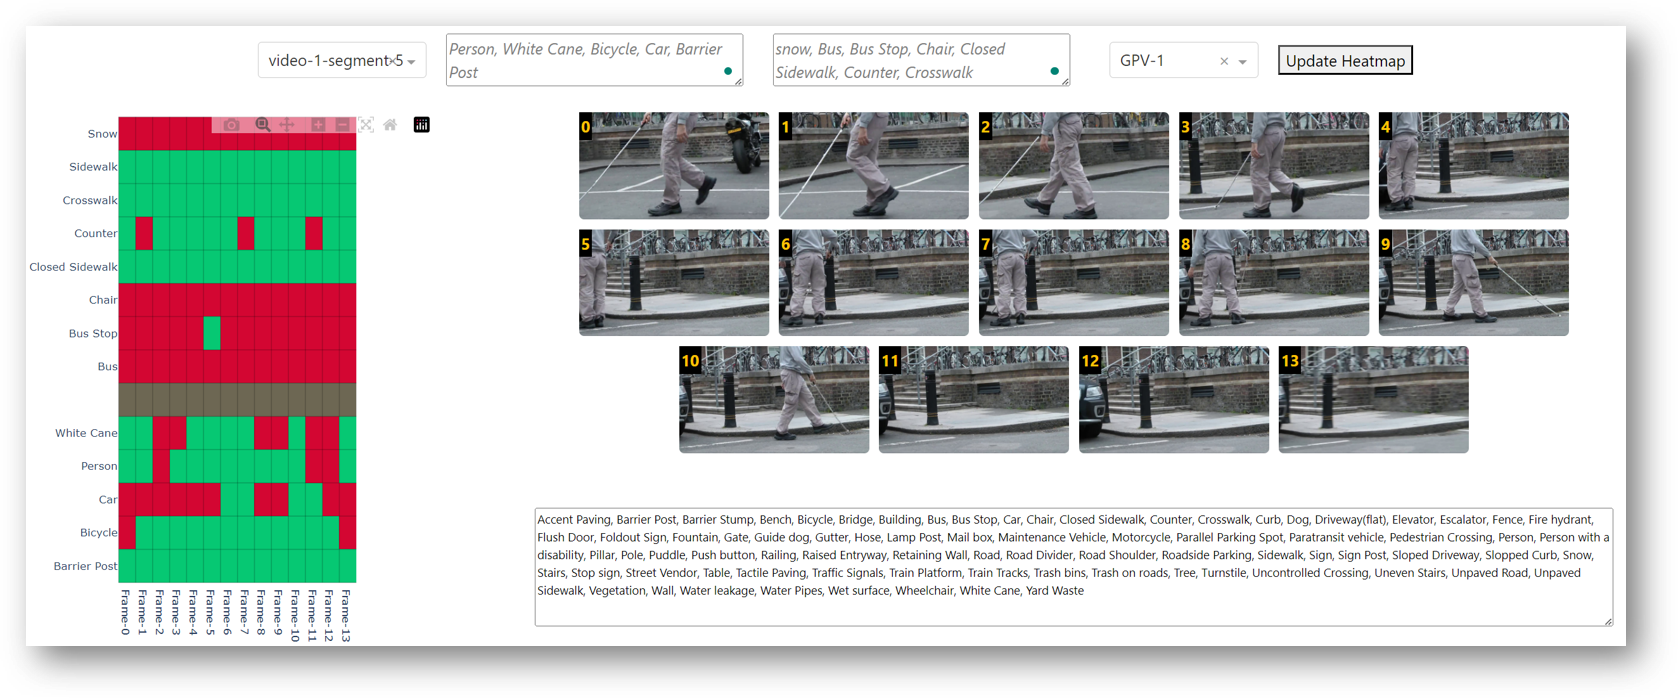 video-1-segment-5
Person, White Cane, Bicycle, Car, Barrier
Post
snow, Bus, Bus Stop, Chair, Closed
Sidewalk, Counter, Crosswalk
GPV-1
Update Heatmap
Snow
Sidewalk
Crosswalk
Counter
Closed Sidewalk
Chair
Bus Stop
Bus
White Cane
Person
Car
Bicycle
Barrier Post
Frame-0
Frame-1
Frame-2
Frame-3
Frame-4
Frame-5
Frame-6
Frame-7
Frame-8
Frame-9
Frame-10
Frame-11
Frame-12
Frame-13
0
1
2
3
4
5
6
7
8
9
10
11
12
13
Accent Paving, Barrier Post, Barrier Stump, Bench, Bicycle, Bridge, Building, Bus, Bus Stop, Car, Chair, Closed Sidewalk, Counter, Crosswalk, Curb, Dog, Driveway(flat), Elevator, Escalator, Fence, Fire hydrant,
Flush Door, Foldout Sign, Fountain, Gate, Guide dog, Gutter, Hose, Lamp Post, Mail box, Maintenance Vehicle, Motorcycle, Parallel Parking Spot, Paratransit vehicle, Pedestrian Crossing, Person, Person with a
disability, Pillar, Pole, Puddle, Push button, Railing, Raised Entryway, Retaining Wall, Road, Road Divider, Road Shoulder, Roadside Parking, Sidewalk, Sign, Sign Post, Sloped Driveway, Slopped Curb, Snow,
Stairs, Stop sign, Street Vendor, Table, Tactile Paving, Traffic Signals, Train Platform, Train Tracks, Trash bins, Trash on roads, Tree, Turnstile, Uncontrolled Crossing, Uneven Stairs, Unpaved Road, Unpaved
Sidewalk, Vegetation, Wall, Water leakage, Water Pipes, Wet surface, Wheelchair, White Cane, Yard Waste